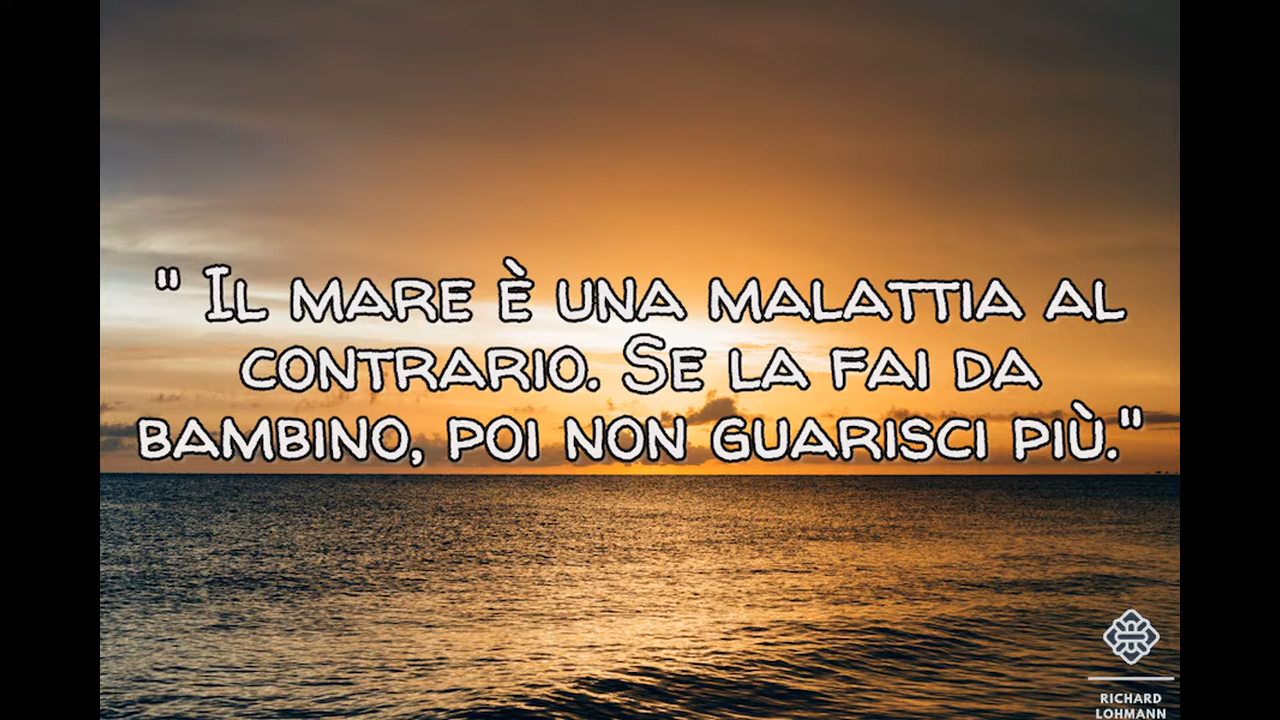 " Il mare è una malattia al
contrario. Se la fai da
bambino, poi non guarisci più."
RICHARD
LOHMANN